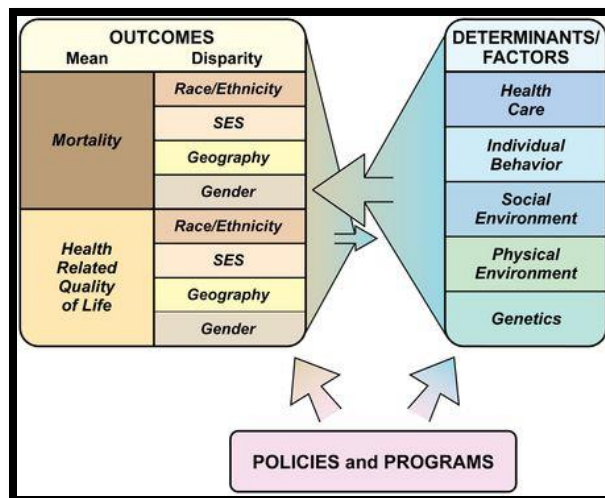 OUTCOMES
Mean Disparity
Mortality
Race/Ethnicity
SES
Geography
Gender
Health
Related
Quality
of Life
Race/Ethnicity
SES
Geography
Gender
DETERMINANTS/
FACTORS
Health
Care
Individual
Behavior
Social
Environment
Physical
Environment
Genetics
POLICIES and PROGRAMS